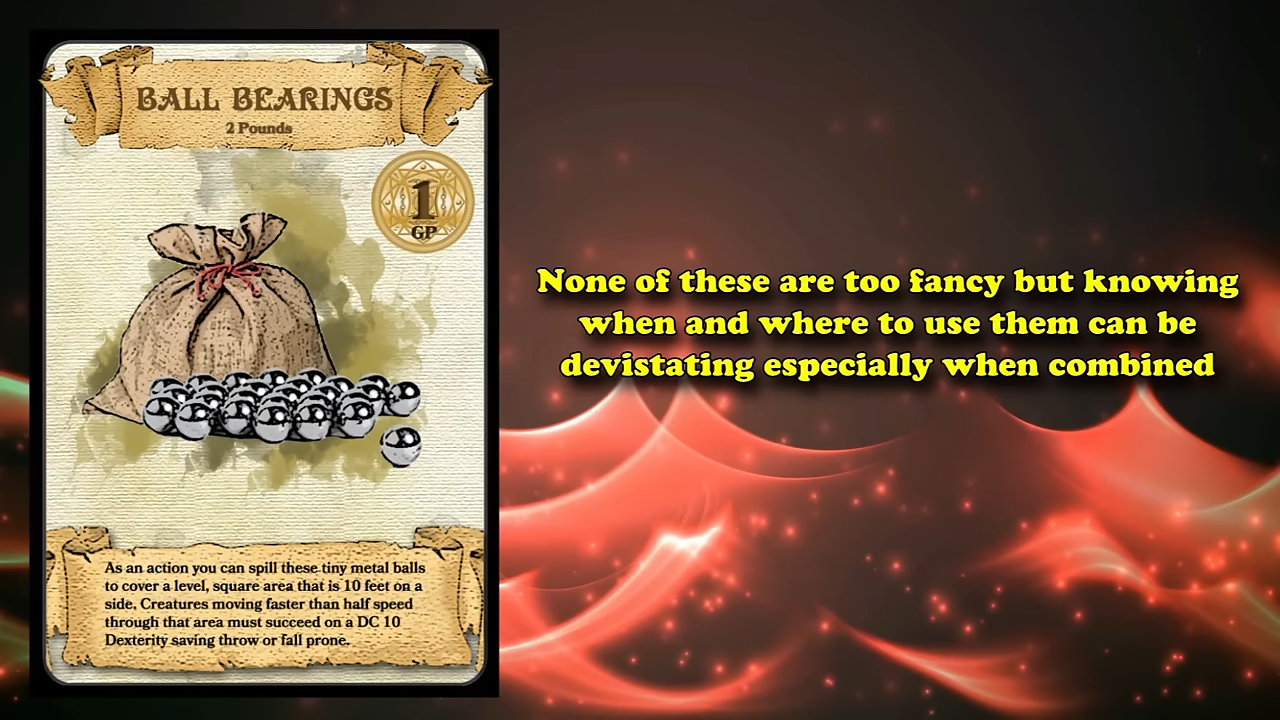 BALL BEARINGS
2 Pounds
1
GP
As an action you can spill these tiny metal balls
to cover a level, square area that is 10 feet on a
side. Creatures moving faster than half speed
through that area must succeed on a DC 10
Dexterity saving throw or fall prone.
None of these are too fancy but knowing
when and where to use them can be
devistating especially when combined